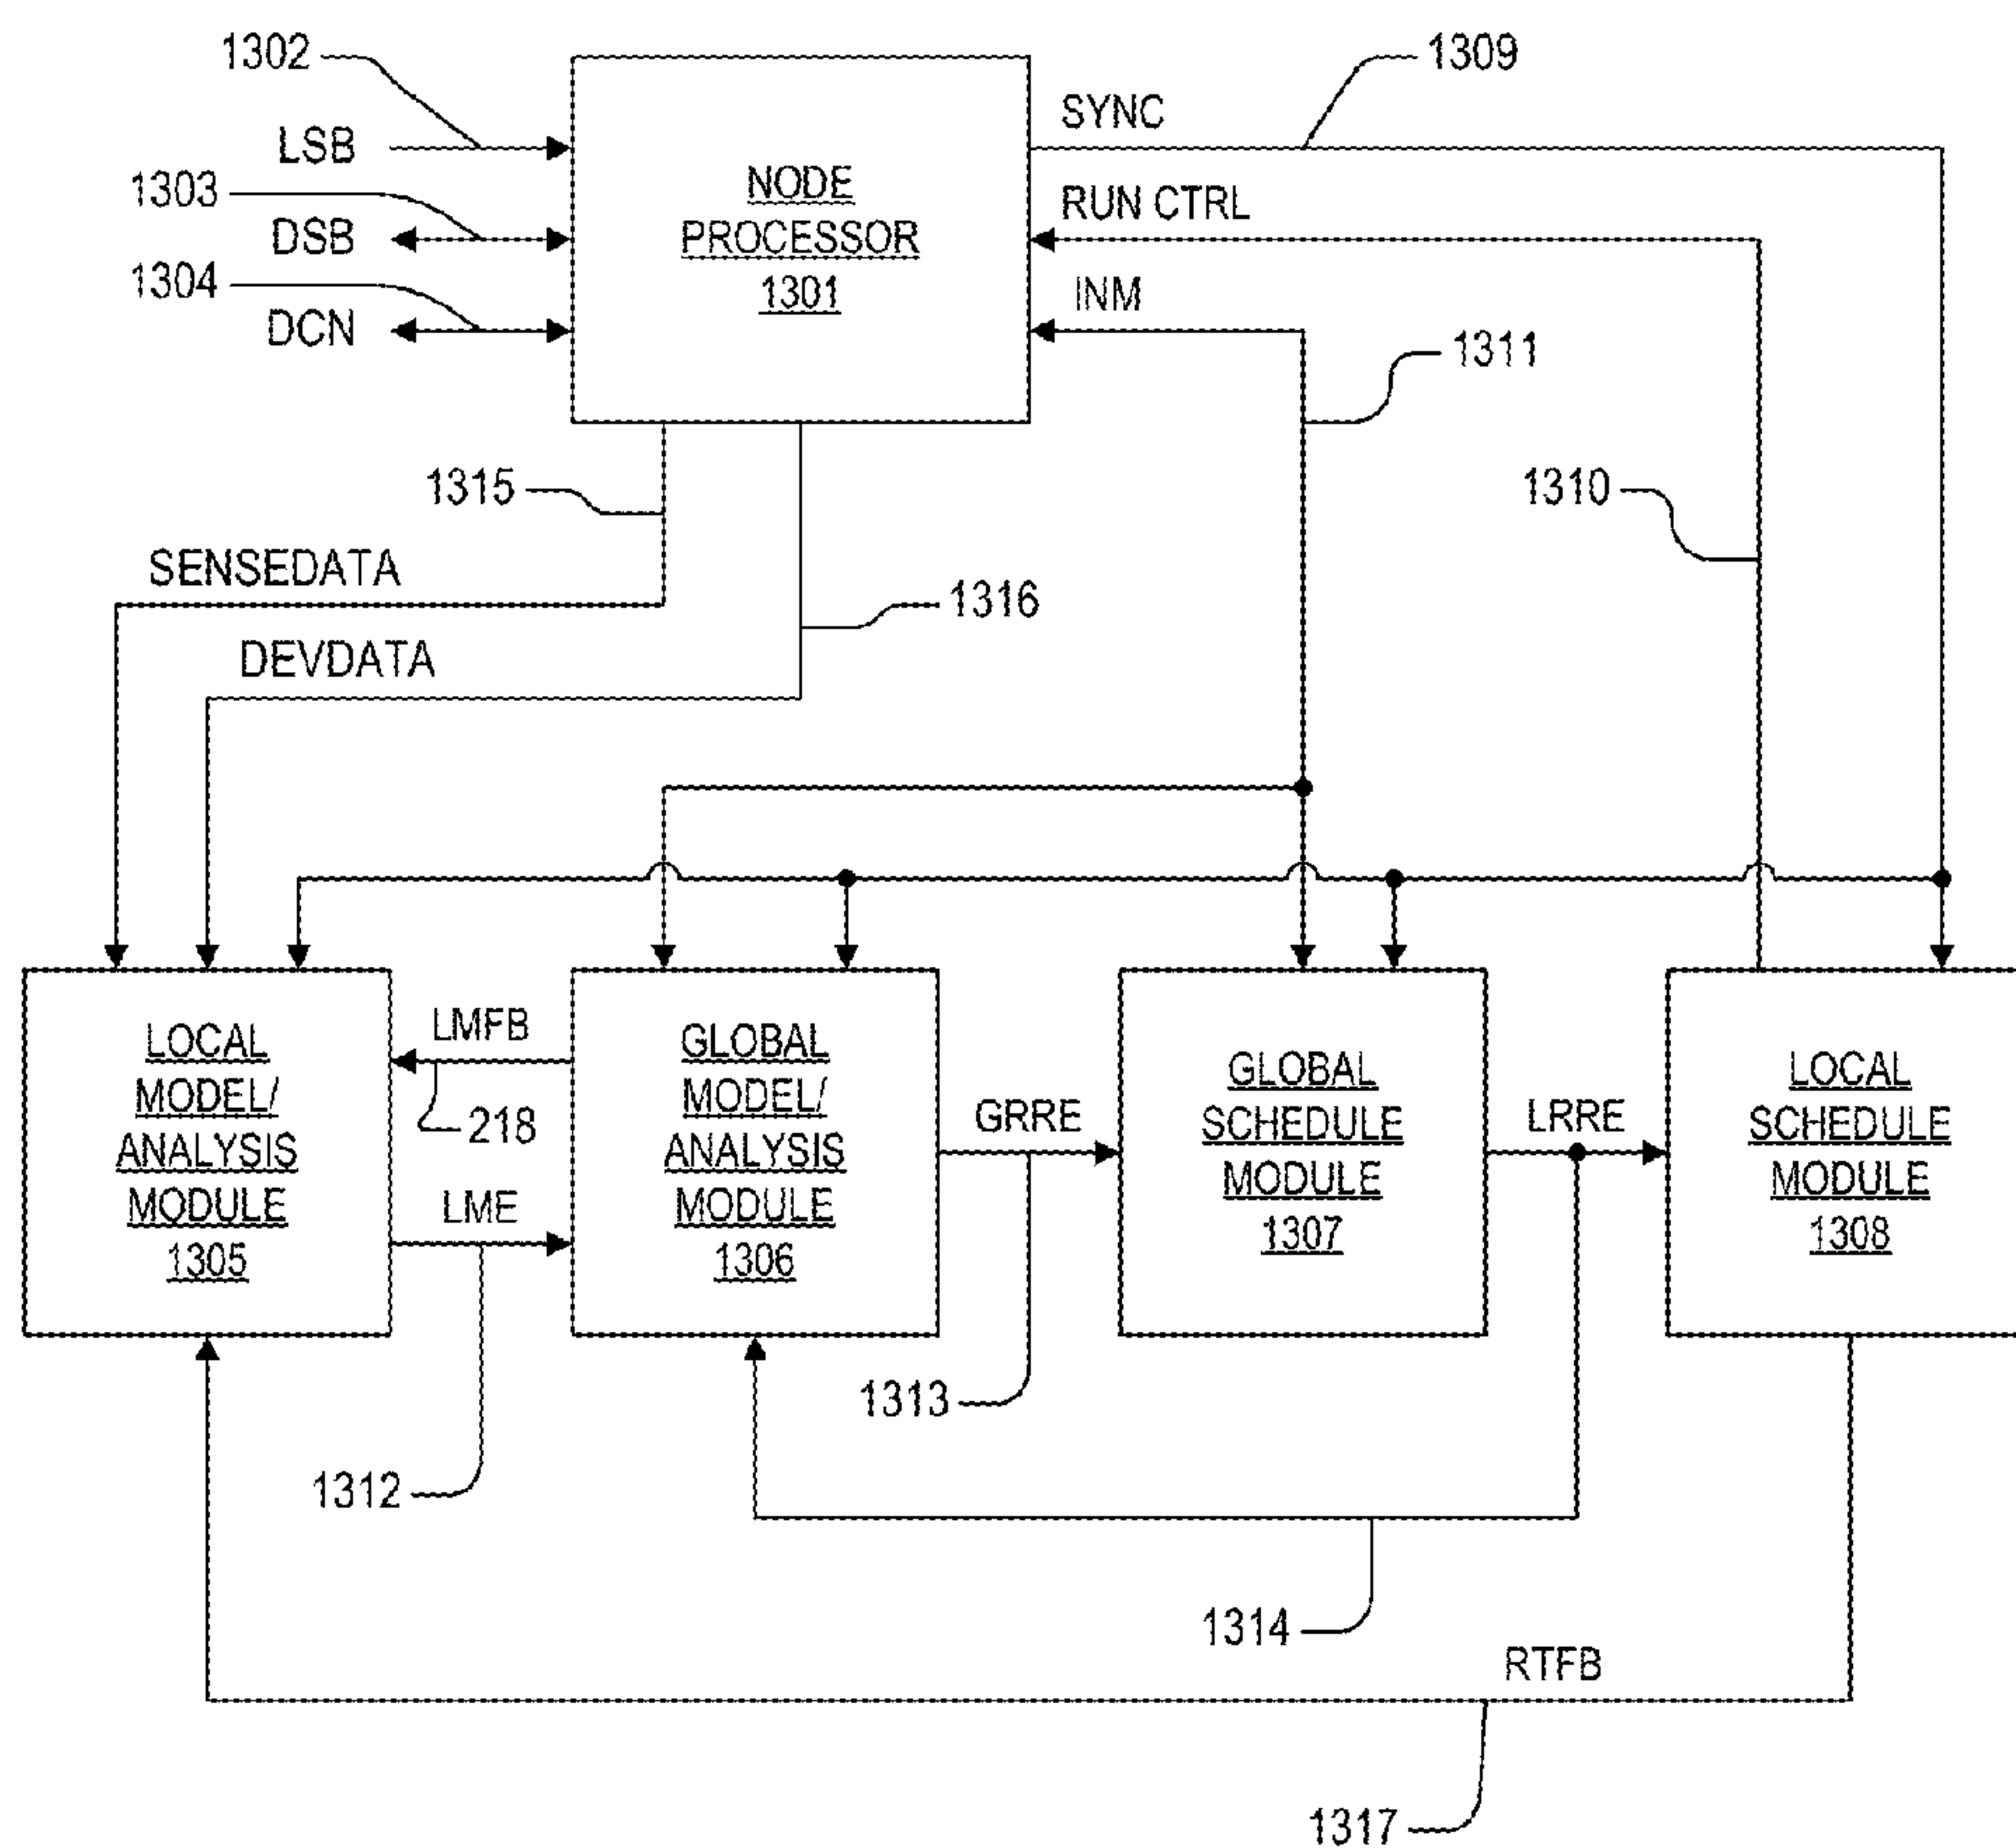 1302
1309
SYNC
LSB
1303
NODE
PROCESSOR
1301
RUN CTRL
DSB
1304
INM
DCN
1311
1315
1310
SENSEDATA
1316
DEVDATA
LOCAL
MODEL/
ANALYSIS
MODULE
1305
LMFB
218
LME
GLOBAL
MODEL/
ANALYSIS
MODULE
1306
GRRE
GLOBAL
SCHEDULE
MODULE
1307
LRRE
LOCAL
SCHEDULE
MODULE
1308
1313
1312
1314
RTFB
1317